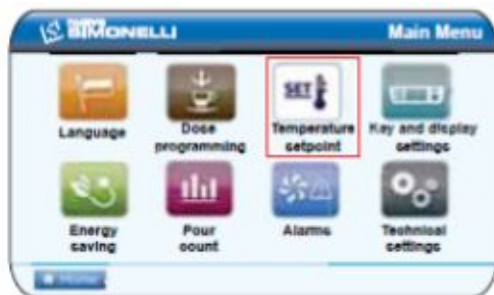 SIMONELLI
Main Menu
SET
Language
Dose
programming
Temperature
setpoint
Key and display
settings
Energy
saving
Pour
count
Alarms
Technical
settings
Home